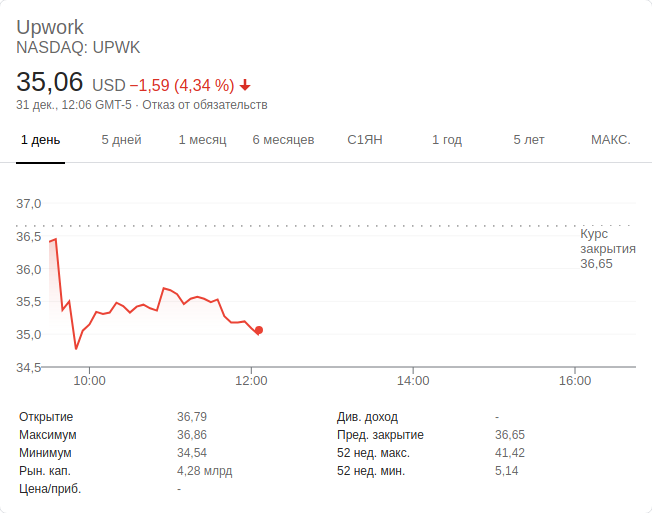 Upwork
NASDAQ: UPWK
35,06 USD −1,59 (4,34 %)
31 дек., 12:06 GMT-5 · Отказ от обязательств
1 день 5 дней 1 месяц 6 месяцев С1ЯН 1 год 5 лет МАКС.
37,0
36,5
36,0
35,5
35,0
34,5
Курс
закрытия
36,65
10:00 12:00 14:00 16:00
Открытие 36,79 Див. доход -
Максимум 36,86 Пред. закрытие 36,65
Минимум 34,54 52 нед. макс. 41,42
Рын. кап. 4,28 млрд 52 нед. мин. 5,14
Цена/приб. -